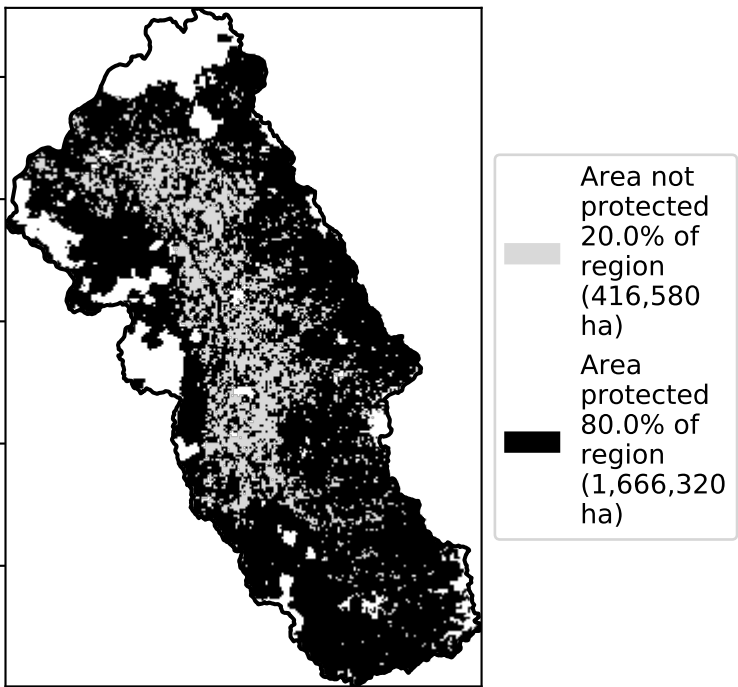 Area not
protected
20.0% of
region
(416,580
ha)
Area
protected
80.0% of
region
(1,666,320
ha)